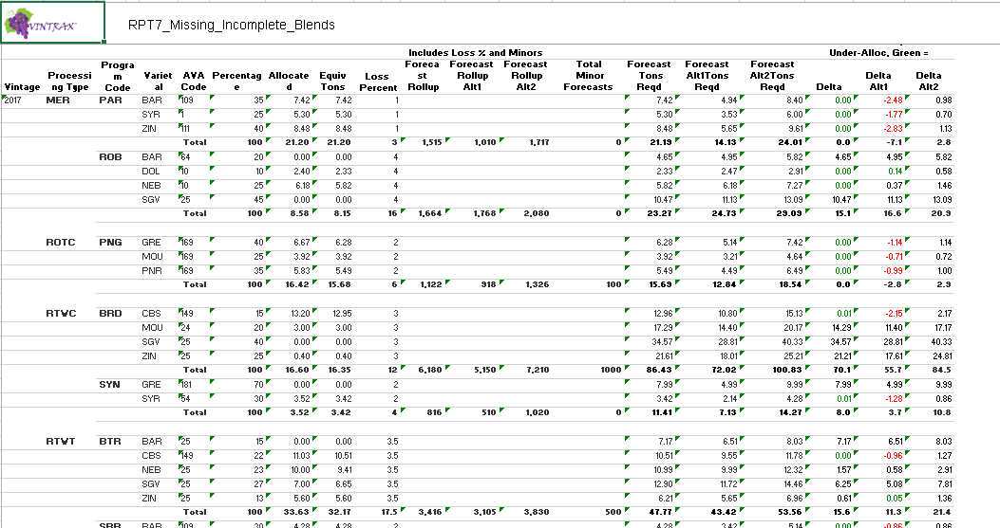 VINTRAX RPT7_Missing_Incomplete_Blends
Includes Loss % and Minors Under-Alloc, Green =
Vintage Processi ng Type Progra m Code Variet al AVA Code Percentag e Allocate d Equiv Tons Loss Percent Foreca st Rollup Forecast Rollup Alt1 Forecast Rollup Alt2 Total Minor Forecasts Forecast Tons Reqd Forecast Alt1Tons Reqd Forecast Alt2Tons Reqd Delta Delta Alt1 Delta Alt2
2017 MER PAR BAR 109 35 7.42 7.42 1 7.42 4.94 8.40 0.00 -2.48 0.98
SYR 1 25 5.30 5.30 1 5.30 3.53 6.00 0.00 -1.77 0.70
ZIN 111 40 8.48 8.48 1 8.48 5.65 9.61 0.00 -2.83 1.13
Total 100 21.20 21.20 3 1,515 1,010 1,717 0 21.19 14.13 24.01 0.0 -7.1 2.8
ROB BAR 64 20 0.00 0.00 4 4.65 4.95 5.82 4.65 4.95 5.82
DOL 10 10 2.40 2.33 4 2.33 2.47 2.91 0.00 0.14 0.58
NEB 10 25 6.18 5.82 4 5.82 6.18 7.27 0.00 0.37 1.46
SGV 25 45 0.00 0.00 4 10.47 11.13 13.09 10.47 11.13 13.09
Total 100 8.58 8.15 16 1,664 1,768 2,080 0 23.27 24.73 29.09 15.1 16.6 20.9
ROTC PNG GRE 169 40 6.67 6.28 2 6.28 5.14 7.42 0.00 -1.14 1.14
MOU 169 25 3.92 3.92 2 3.92 3.21 4.64 0.00 -0.71 0.72
PNR 169 35 5.83 5.49 2 5.49 4.49 6.49 0.00 -0.99 1.00
Total 100 16.42 15.68 6 1,122 918 1,326 100 15.69 12.84 18.54 0.0 -2.8 2.9
RTWC BRD CBS 149 15 13.20 12.95 3 12.96 10.80 15.13 0.01 -2.15 2.17
MOU 24 20 3.00 3.00 3 17.29 14.40 20.17 14.29 11.40 17.17
SGV 25 40 0.00 0.00 3 34.57 28.81 40.33 34.57 28.81 40.33
ZIN 25 25 0.40 0.40 3 21.61 18.01 25.21 21.21 17.61 24.81
Total 100 16.60 16.35 12 6,180 5,150 7,210 1000 86.43 72.02 100.83 70.1 55.7 84.5
SYN GRE 181 70 0.00 0.00 2 7.99 4.99 9.99 7.99 4.99 9.99
SYR 54 30 3.52 3.42 2 3.42 2.14 4.28 0.01 -1.28 0.86
Total 100 3.52 3.42 4 816 510 1,020 0 11.41 7.13 14.27 8.0 3.7 10.8
RTWT BTR BAR 25 15 0.00 0.00 3.5 7.17 6.51 8.03 7.17 6.51 8.03
CBS 149 22 11.03 10.51 3.5 10.51 9.55 11.78 0.00 -0.96 1.27
NEB 25 23 10.00 9.41 3.5 10.99 9.99 12.32 1.57 0.58 2.91
SGV 25 27 7.00 6.65 3.5 12.90 11.72 14.46 6.25 5.08 7.81
ZIN 25 13 5.60 5.60 3.5 6.21 5.65 6.96 0.61 0.05 1.36
Total 100 33.63 32.17 17.5 3,416 3,105 3,830 500 47.77 43.42 53.56 15.6 11.3 21.4
SRR BAR 109 30 4.28 4.28 2 4.28 3.42 5.14 0.00 -0.86 0.86